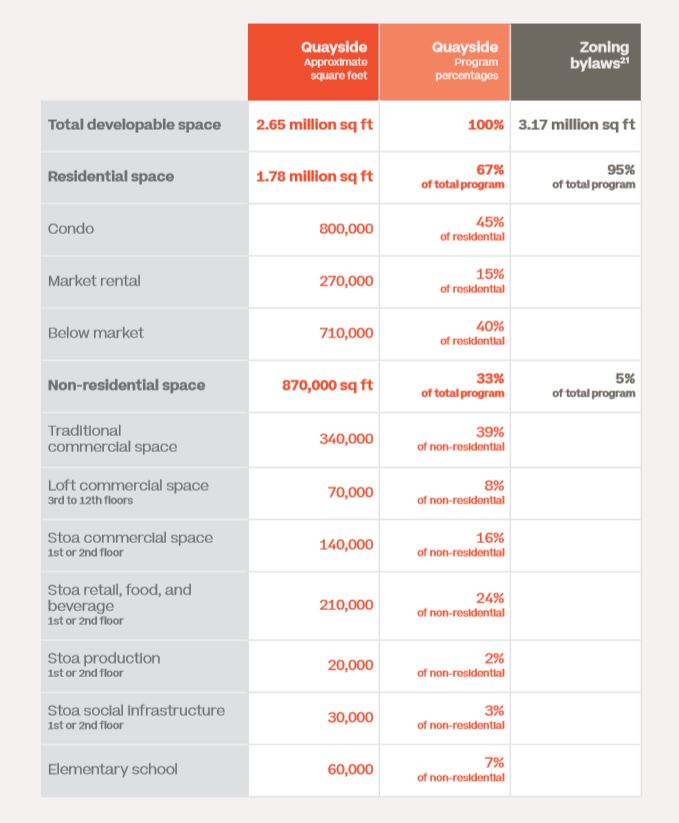 Quayside
Approximate
square feet
Quayside
Program
percentages
Zoning
bylaws²¹
Total developable space
2.65 million sq ft
100%
3.17 million sq ft
Residential space
1.78 million sq ft
67%
of total program
95%
of total program
Condo
800,000
45%
of residential
Market rental
270,000
15%
of residential
Below market
710,000
40%
of residential
Non-residential space
870,000 sq ft
33%
of total program
5%
of total program
Traditional
commercial space
340,000
39%
of non-residential
Loft commercial space
3rd to 12th floors
70,000
8%
of non-residential
Stoa commercial space
1st or 2nd floor
140,000
16%
of non-residential
Stoa retail, food, and
beverage
1st or 2nd floor
210,000
24%
of non-residential
Stoa production
1st or 2nd floor
20,000
2%
of non-residential
Stoa social infrastructure
1st or 2nd floor
30,000
3%
of non-residential
Elementary school
60,000
7%
of non-residential